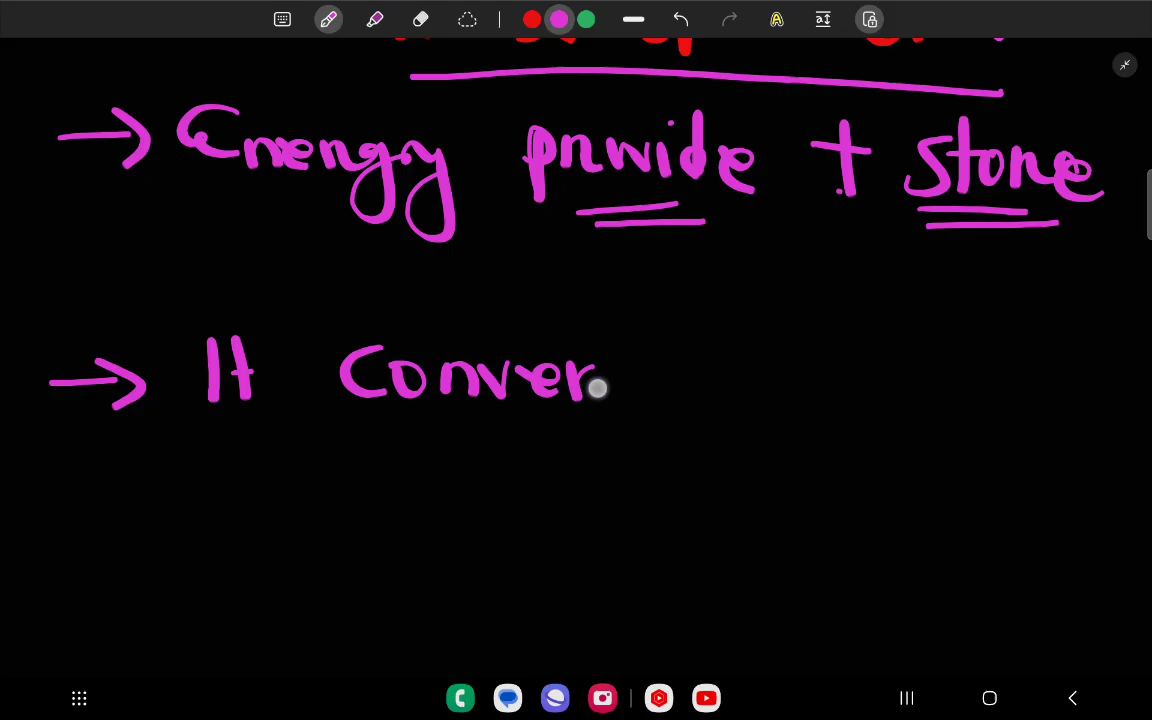 → Energy provide + store
→ It Conver